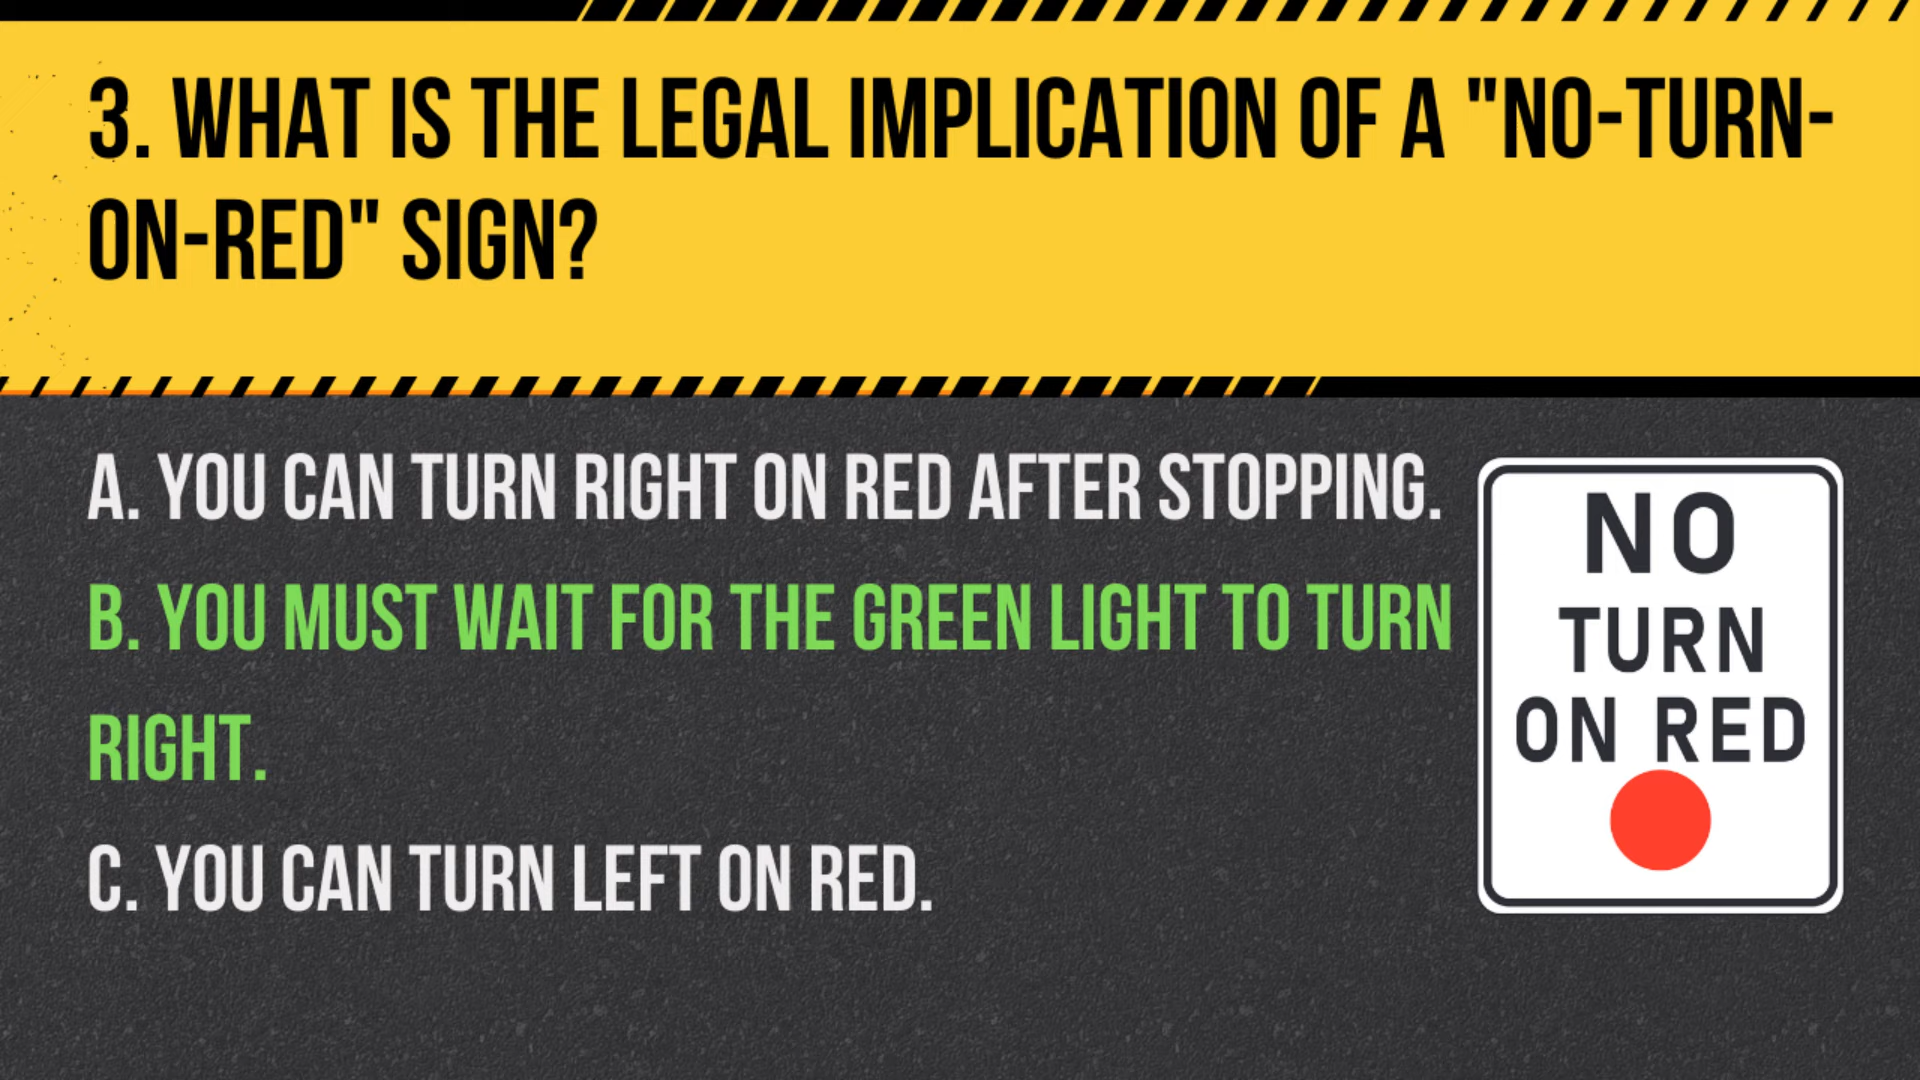 3. WHAT IS THE LEGAL IMPLICATION OF A "NO-TURN-
ON-RED" SIGN?
A. YOU CAN TURN RIGHT ON RED AFTER STOPPING.
B. YOU MUST WAIT FOR THE GREEN LIGHT TO TURN
RIGHT.
C. YOU CAN TURN LEFT ON RED.
NO
TURN
ON RED